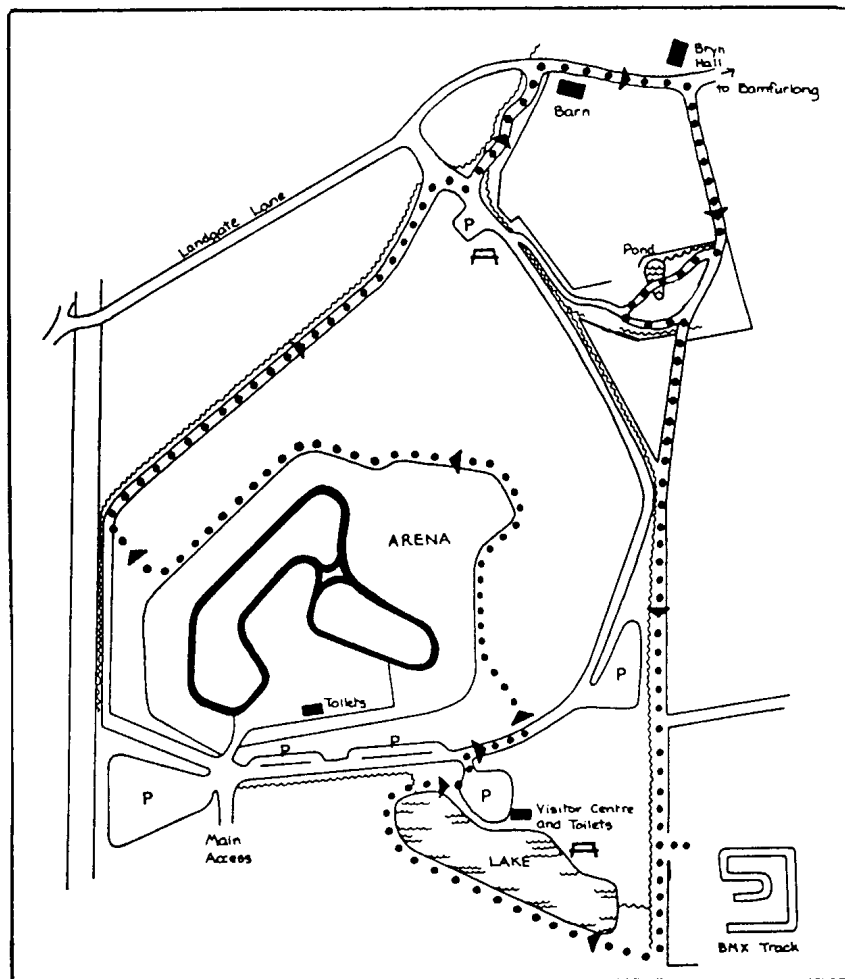 Bryn
Hall
to Bamfurlong
Barn
Landgate Lane
P
Pond
ARENA
Toilets
P
P
P
P
P
Visitor Centre
and Toilets
Main
Access
LAKE
BMX Track